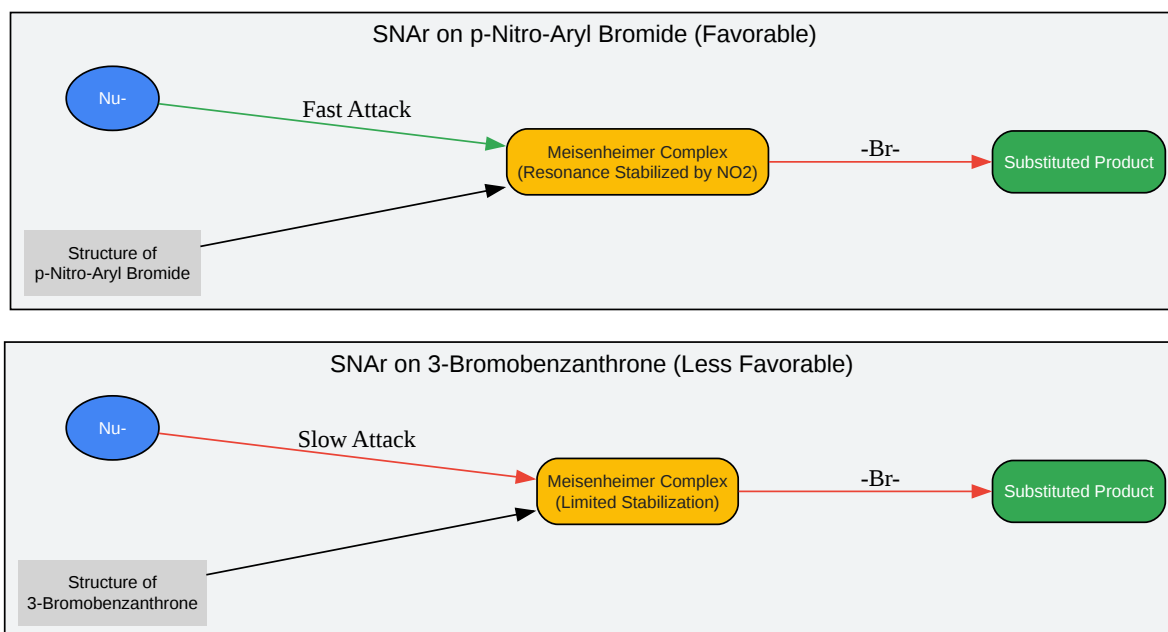 SNAr on p-Nitro-Aryl Bromide (Favorable)
Nu-
Fast Attack
Meisenheimer Complex
(Resonance Stabilized by NO2)
-Br-
Substituted Product
Structure of
p-Nitro-Aryl Bromide
SNAr on 3-Bromobenzanthrone (Less Favorable)
Nu-
Slow Attack
Meisenheimer Complex
(Limited Stabilization)
-Br-
Substituted Product
Structure of
3-Bromobenzanthrone